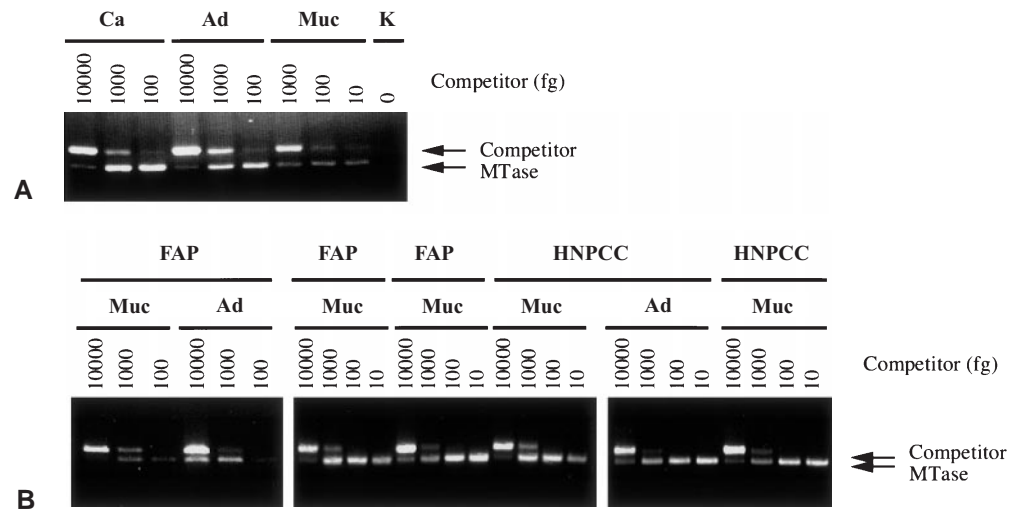 Ca Ad Muc K
10000 1000 100 10000 1000 100 1000 100 10 0 Competitor (fg)
Competitor
MTase
A
FAP FAP FAP HNPCC HNPCC
Muc Ad Muc Muc Muc Ad Muc
10000 1000 100 10000 1000 100 10000 1000 100 10 10000 1000 100 10 10000 1000 100 10 10000 1000 100 10 10000 1000 100 10 Competitor (fg)
Competitor
MTase
B